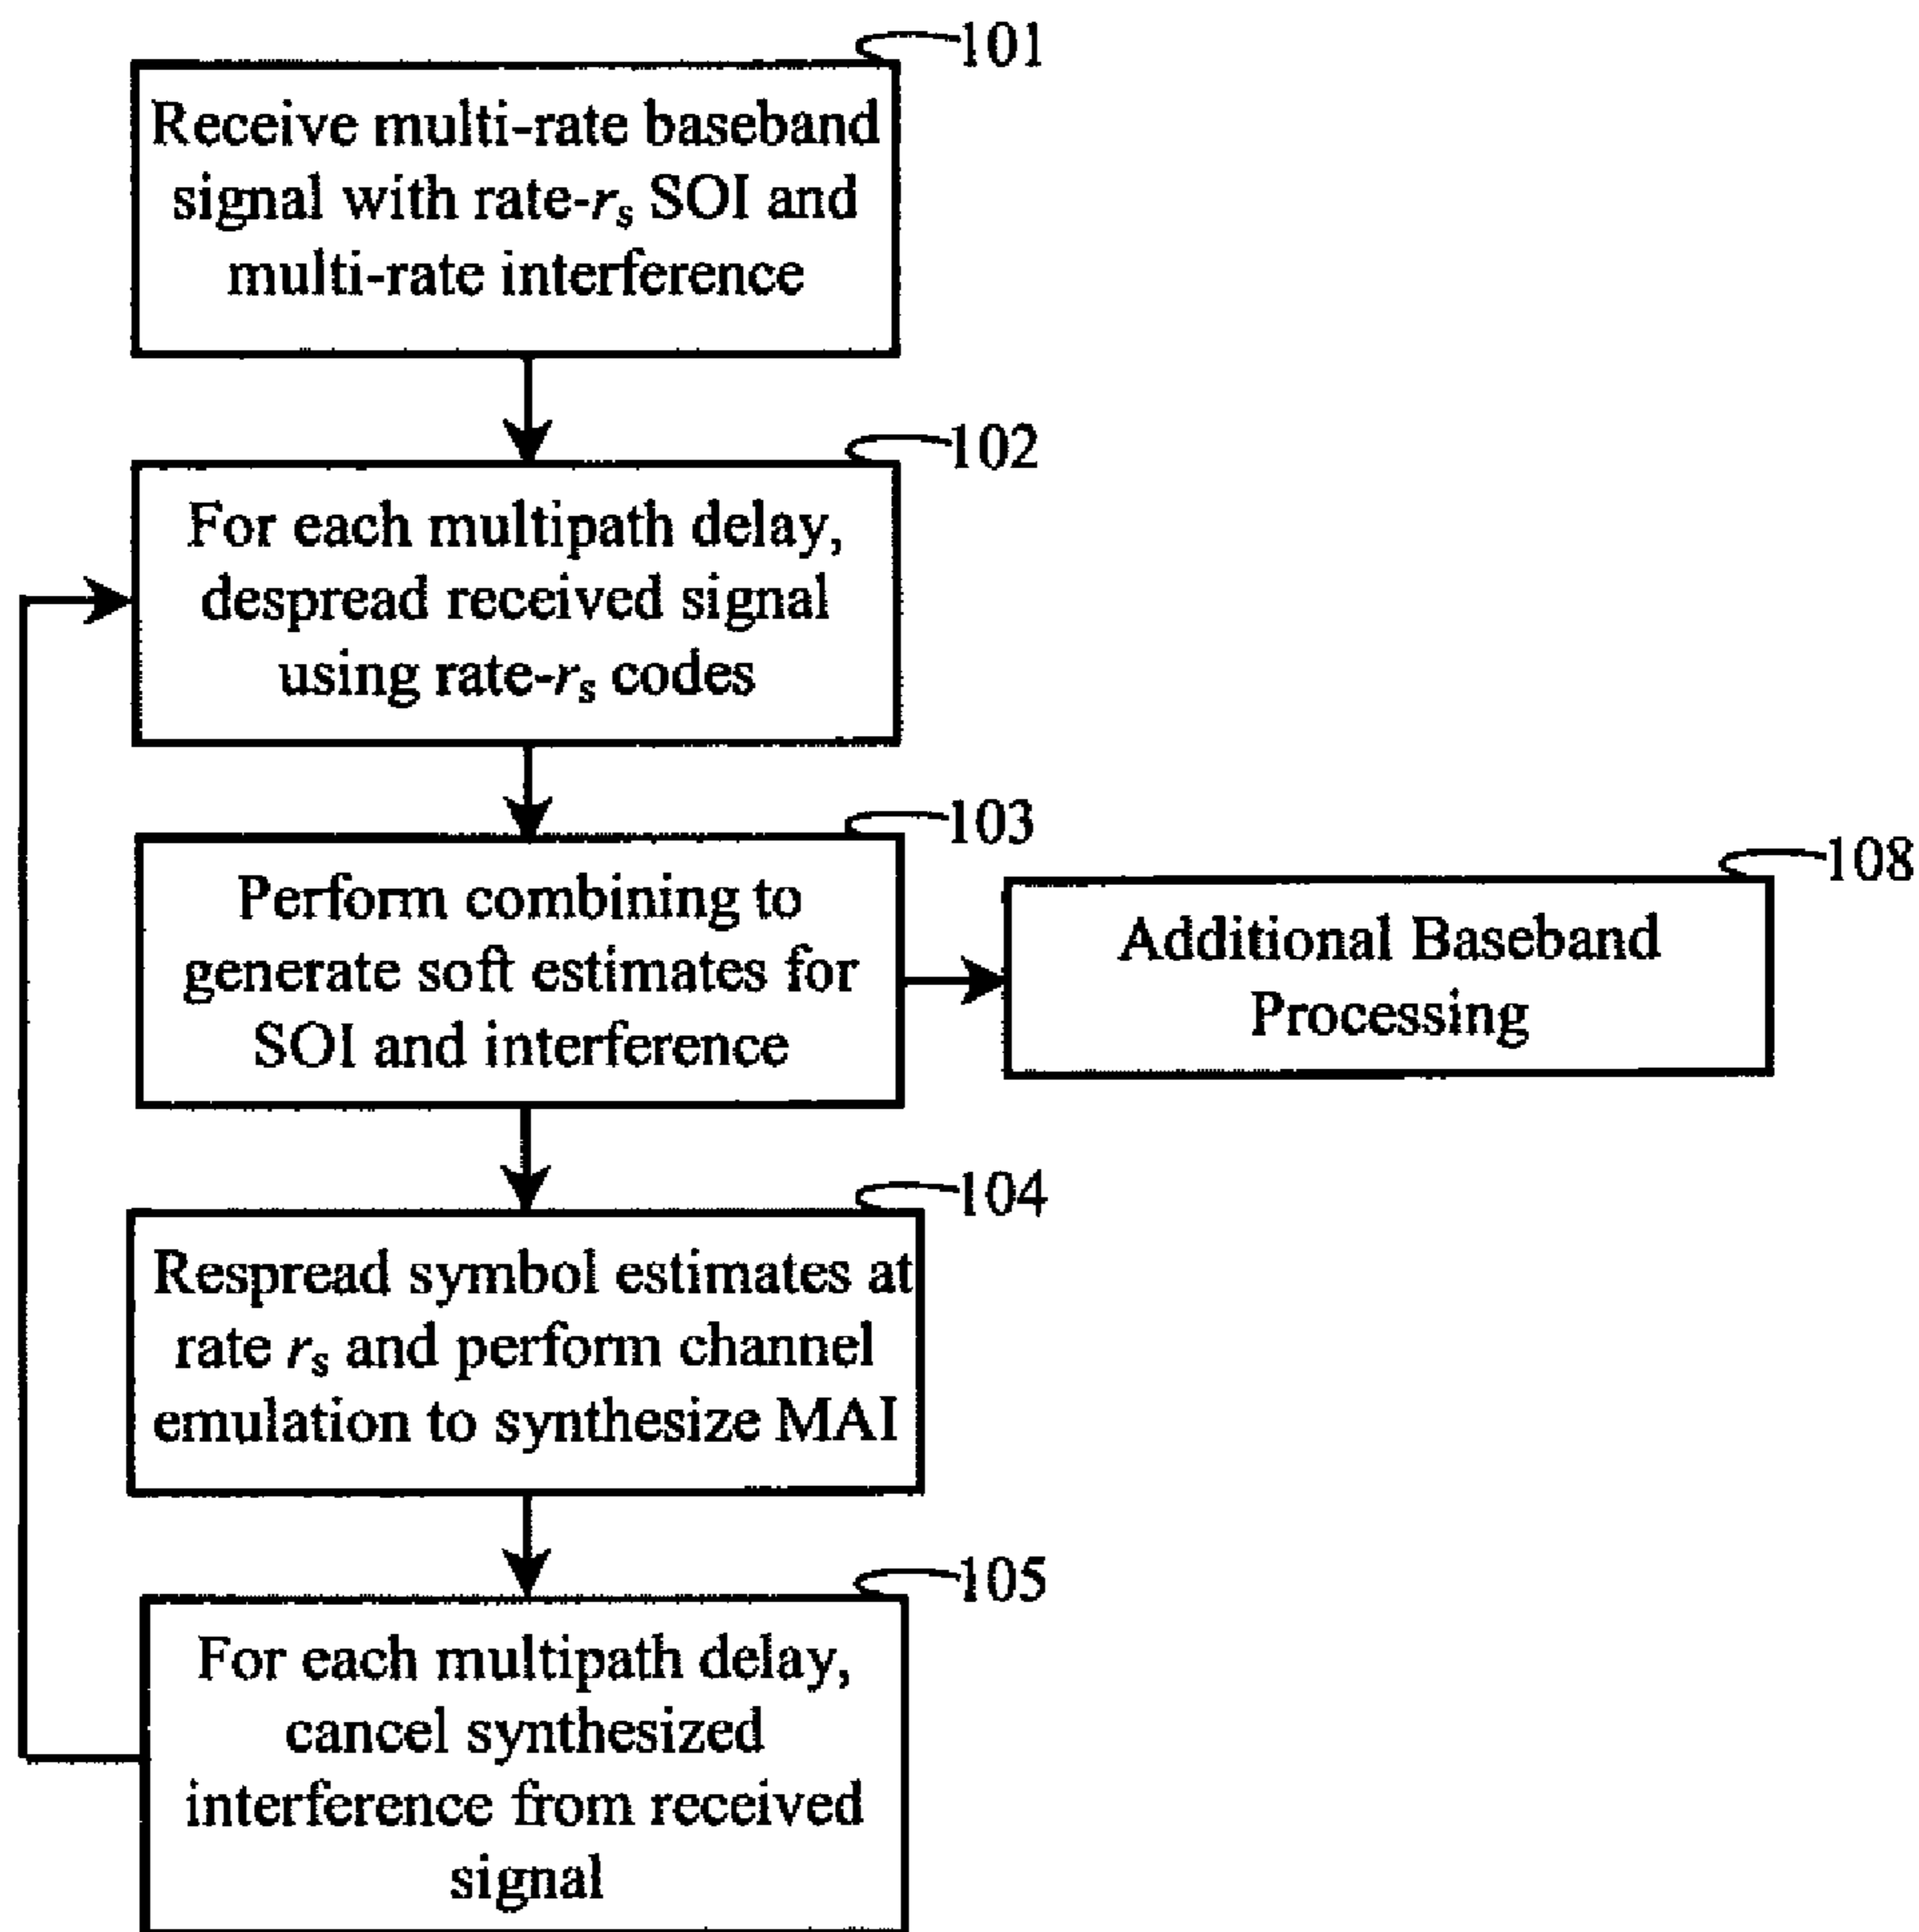 101
Receive multi-rate baseband
signal with rate-rs SOI and
multi-rate interference
102
For each multipath delay,
despread received signal
using rate-rs codes
103
Perform combining to
generate soft estimates for
SOI and interference
108
Additional Baseband
Processing
104
Respread symbol estimates at
rate rs and perform channel
emulation to synthesize MAI
105
For each multipath delay,
cancel synthesized
interference from received
signal